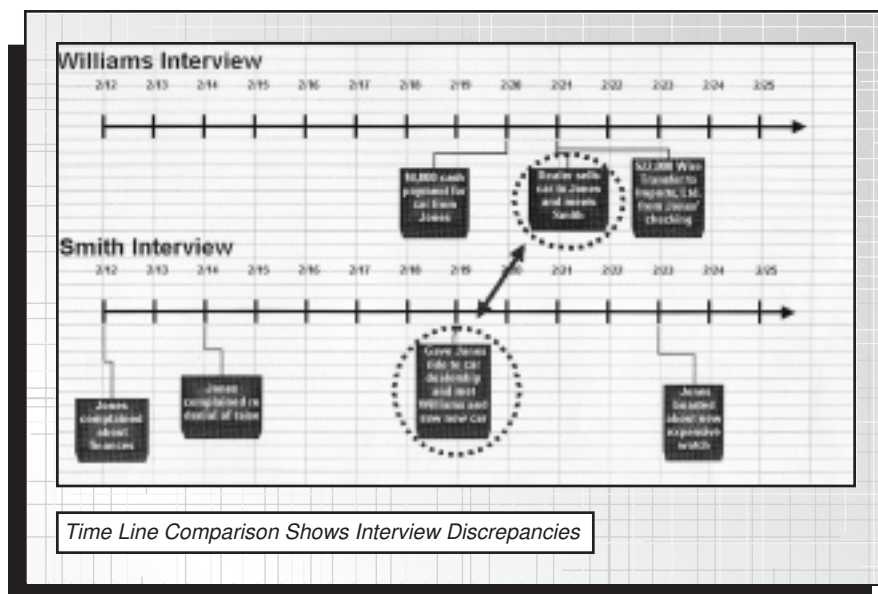 Williams Interview
2/12 2/13 2/14 2/15 2/16 2/17 2/18 2/19 2/20 2/21 2/22 2/23 2/24 2/25
cash
payment for
car from
Jones
Dealer sells
car to Jones
and meets
Smith
Wire
Transfer to
Imports, Ltd.
from Jones'
checking
Smith Interview
2/12 2/13 2/14 2/15 2/16 2/17 2/18 2/19 2/20 2/21 2/22 2/23 2/24 2/25
Jones
complained
about
finances
Jones
complained re
denial of raise
Gave Jones
ride to car
dealership
and met
Williams and
saw new car
Jones
boasted
about new
expensive
watch
Time Line Comparison Shows Interview Discrepancies